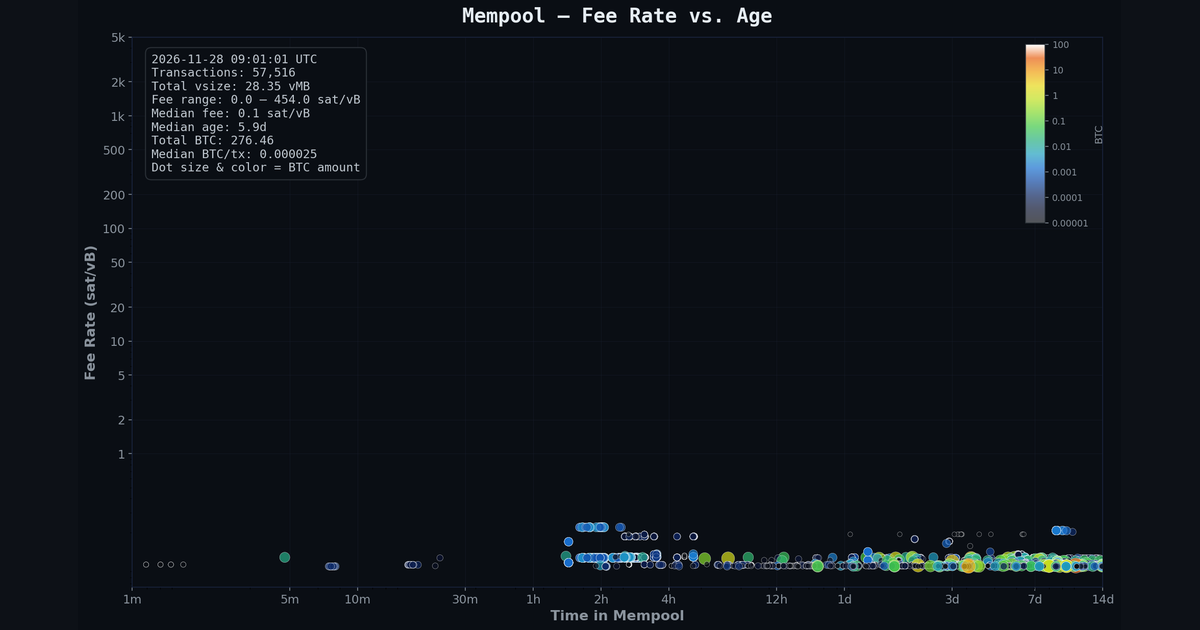 Mempool — Fee Rate vs. Age
2026-11-28 09:01:01 UTC
Transactions: 57,516
Total vsize: 28.35 vMB
Fee range: 0.0 — 454.0 sat/vB
Median fee: 0.1 sat/vB
Median age: 5.9d
Total BTC: 276.46
Median BTC/tx: 0.000025
Dot size & color = BTC amount
100
10
1
0.1
0.01
0.001
0.0001
0.00001
BTC
Fee Rate (sat/vB)
5k
2k
1k
500
200
100
50
20
10
5
2
1
1m
5m
10m
30m
1h
2h
4h
12h
1d
3d
7d
14d
Time in Mempool